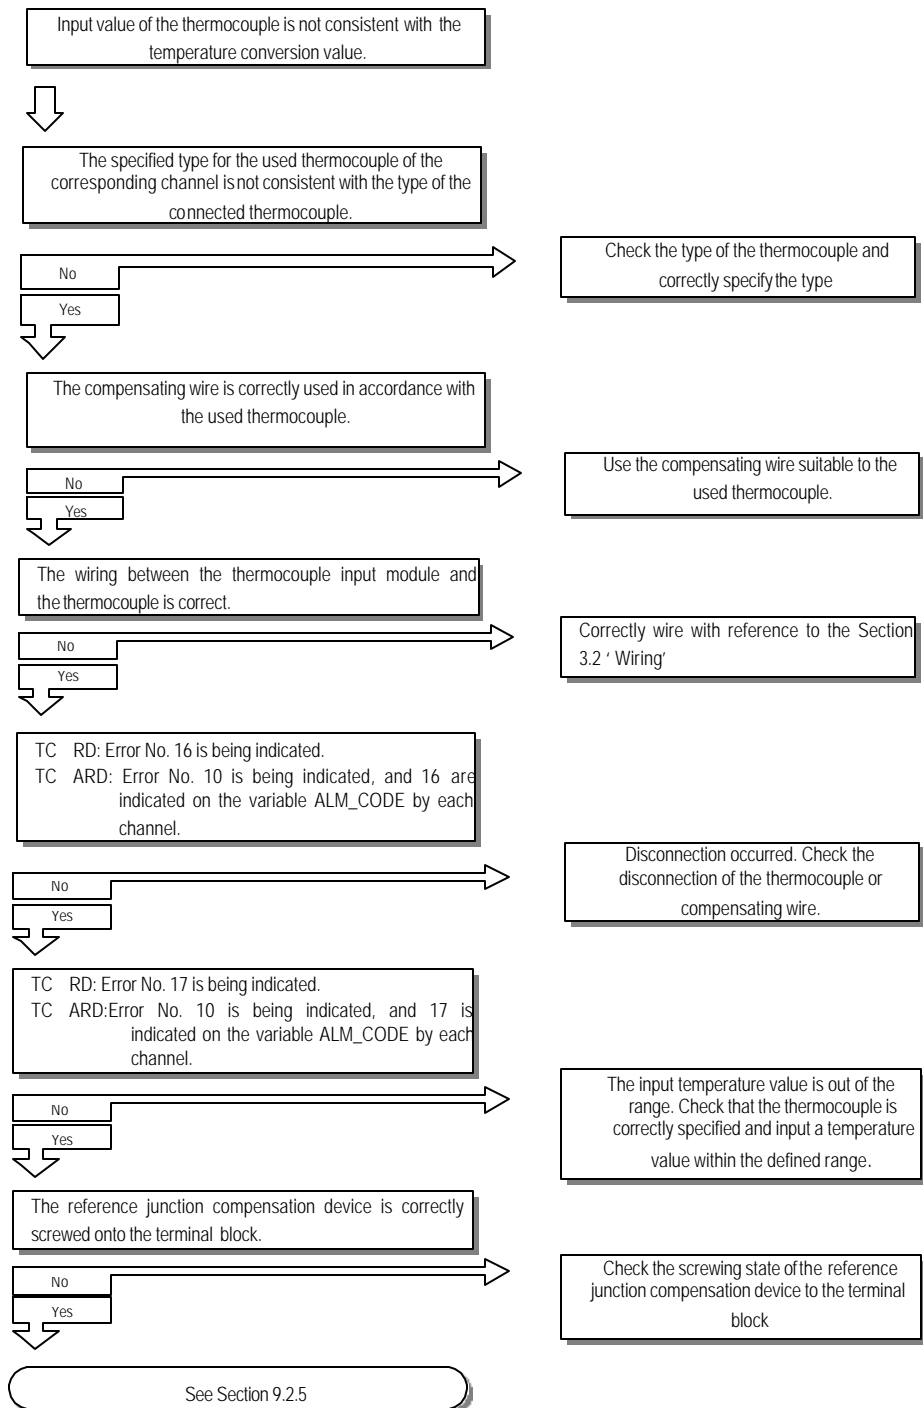 Input value of the thermocouple is not consistent with the
temperature conversion value.
The specified type for the used thermocouple of the
corresponding channel is not consistent with the type of the
connected thermocouple.
No
Check the type of the thermocouple and
correctly specify the type
Yes
The compensating wire is correctly used in accordance with
the used thermocouple.
No
Use the compensating wire suitable to the
used thermocouple.
Yes
The wiring between the thermocouple input module and
the thermocouple is correct.
No
Correctly wire with reference to the Section
3.2 ‘ Wiring’
Yes
TC RD: Error No. 16 is being indicated.
TC ARD: Error No. 10 is being indicated, and 16 are
indicated on the variable ALM_CODE by each
channel.
No
Disconnection occurred. Check the
disconnection of the thermocouple or
compensating wire.
Yes
TC RD: Error No. 17 is being indicated.
TC ARD:Error No. 10 is being indicated, and 17 is
indicated on the variable ALM_CODE by each
channel.
No
The input temperature value is out of the
range. Check that the thermocouple is
correctly specified and input a temperature
value within the defined range.
Yes
The reference junction compensation device is correctly
screwed onto the terminal block.
No
Check the screwing state of the reference
junction compensation device to the terminal
block
Yes
See Section 9.2.5